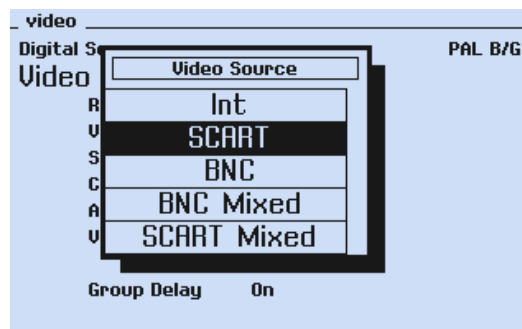 video
Digital S
PAL B/G
Video
Video Source
R
Int
V
SCART
S
BNC
C
A
BNC Mixed
V
SCART Mixed
Group Delay On